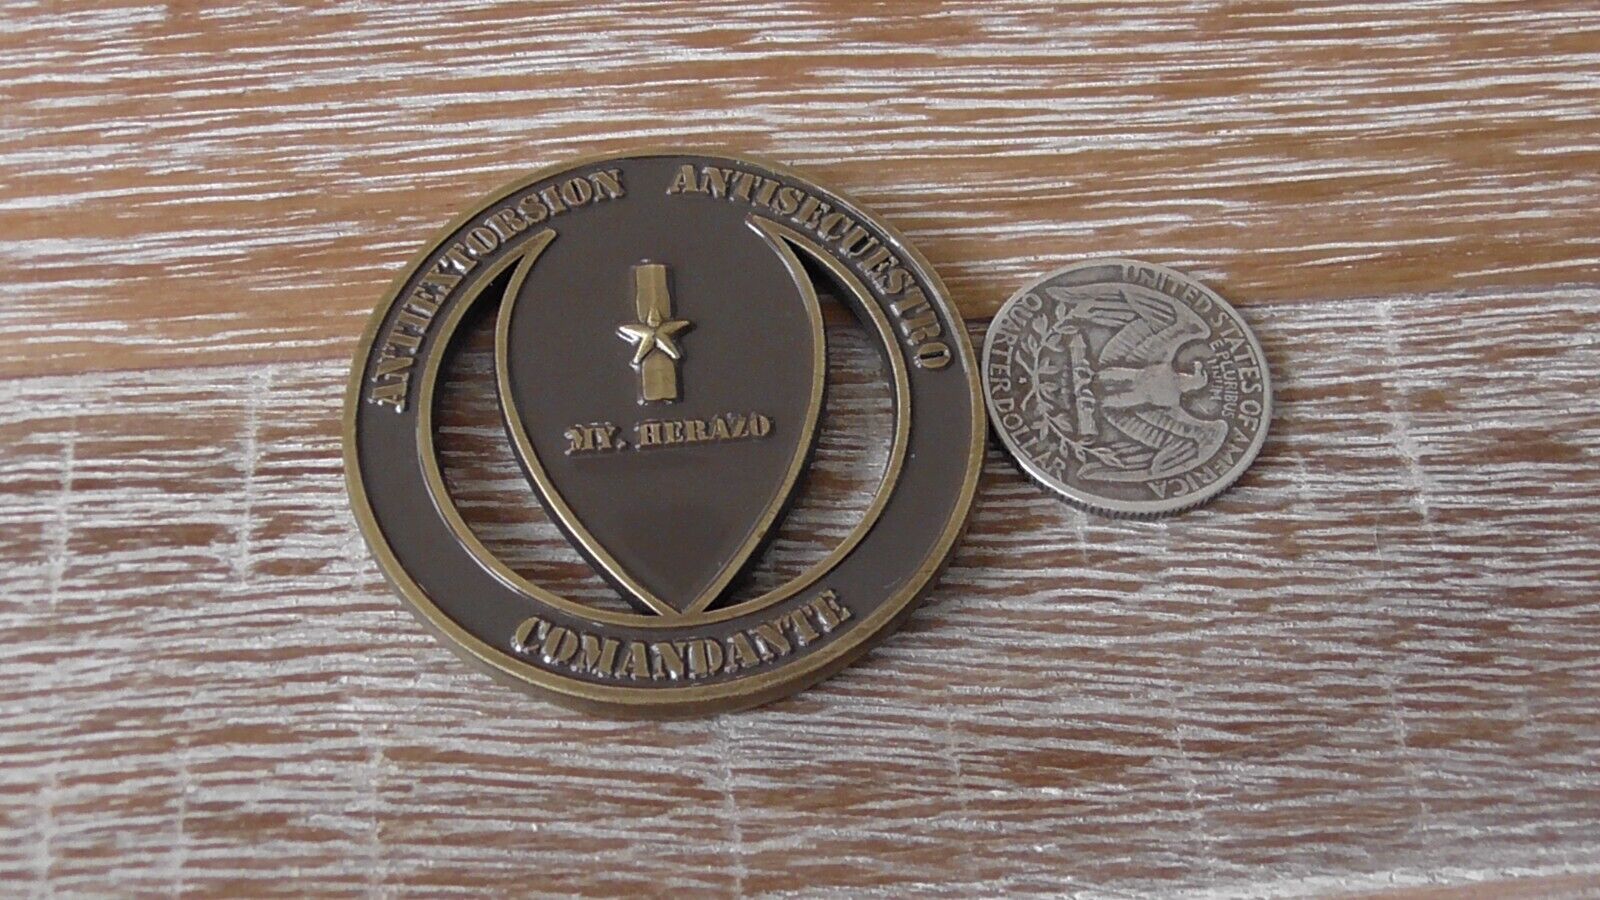 ANTIEXTORSION ANTISECUESTRO
MY. HERAZO
COMANDANTE
UNITED STATES OF AMERICA
E PLURIBUS
UNUM
QUARTER DOLLAR